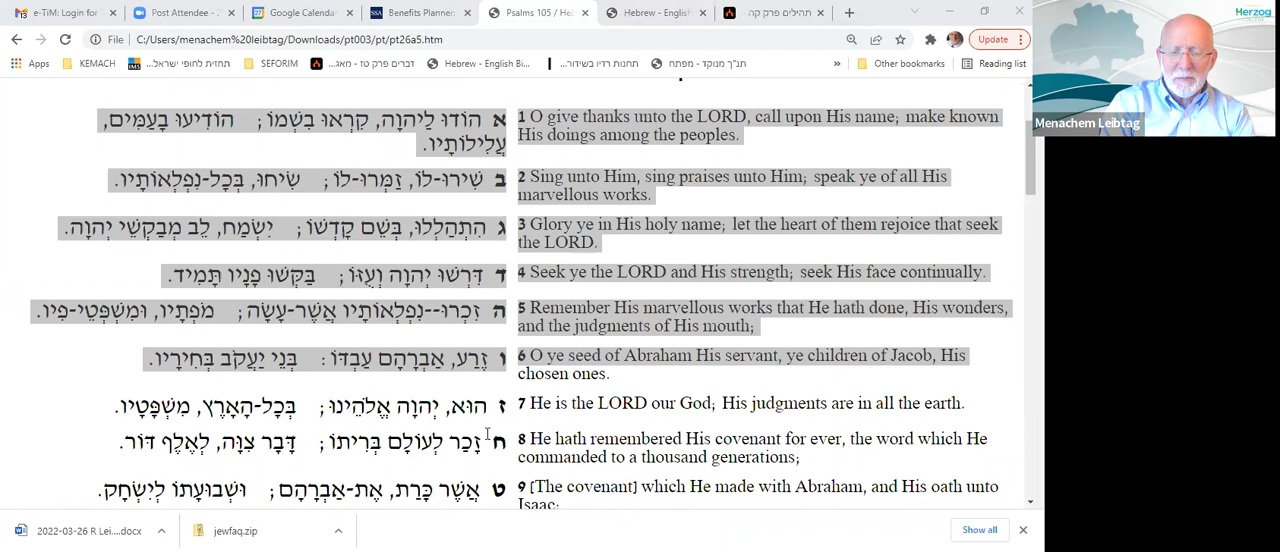 e-TiM: Login for
Post Attendee - Z
Google Calenda
Benefits Planner
Psalms 105 / He
Hebrew - English
תהילים פרק קה
File C:/Users/menachem%20leibtag/Downloads/pt003/pt/pt26a5.htm
Update
Herzog
Apps KEMACH תחית לחופי ישראל... SEFORIM דברים פרק טז - מאג... Hebrew - English Bi... תחנות רדיו בשידור... תנ"ך מנוקד - מפתח » Other bookmarks Reading list
Menachem Leibtag
א הוֹדוּ לַיהוָה, קִרְאוּ בִשְׁמוֹ; הוֹדִיעוּ בָעַמִּים,
עֲלִילוֹתָיו.
1 O give thanks unto the LORD, call upon His name; make known
His doings among the peoples.
ב שִׁירוּ-לוֹ, זַמְּרוּ-לוֹ; שִׂיחוּ, בְּכָל-נִפְלְאוֹתָיו.
2 Sing unto Him, sing praises unto Him; speak ye of all His
marvellous works.
ג הִתְהַלְלוּ, בְּשֵׁם קָדְשׁוֹ; יִשְׂמַח, לֵב מְבַקְשֵׁי יְהוָה.
3 Glory ye in His holy name; let the heart of them rejoice that seek
the LORD.
ד דִּרְשׁוּ יְהוָה וְעֻזּוֹ; בַּקְּשׁוּ פָנָיו תָּמִיד.
4 Seek ye the LORD and His strength; seek His face continually.
ה זִכְרוּ--נִפְלְאוֹתָיו אֲשֶׁר-עָשָׂה; מֹפְתָיו, וּמִשְׁפְּטֵי-פִיו.
5 Remember His marvellous works that He hath done, His wonders,
and the judgments of His mouth;
ו זֶרַע, אַבְרָהָם עַבְדּוֹ: בְּנֵי יַעֲקֹב בְּחִירָיו.
6 O ye seed of Abraham His servant, ye children of Jacob, His
chosen ones.
ז הוּא, יְהוָה אֱלֹהֵינוּ; בְּכָל-הָאָרֶץ, מִשְׁפָּטָיו.
7 He is the LORD our God; His judgments are in all the earth.
ח זָכַר לְעוֹלָם בְּרִיתוֹ; דָּבָר צִוָּה, לְאֶלֶף דּוֹר.
8 He hath remembered His covenant for ever, the word which He
commanded to a thousand generations;
ט אֲשֶׁר כָּרַת, אֶת-אַבְרָהָם; וּשְׁבוּעָתוֹ לְיִשְׂחָק.
9 [The covenant] which He made with Abraham, and His oath unto
Isaac;
2022-03-26 R Lei....docx
jewfaq.zip
Show all